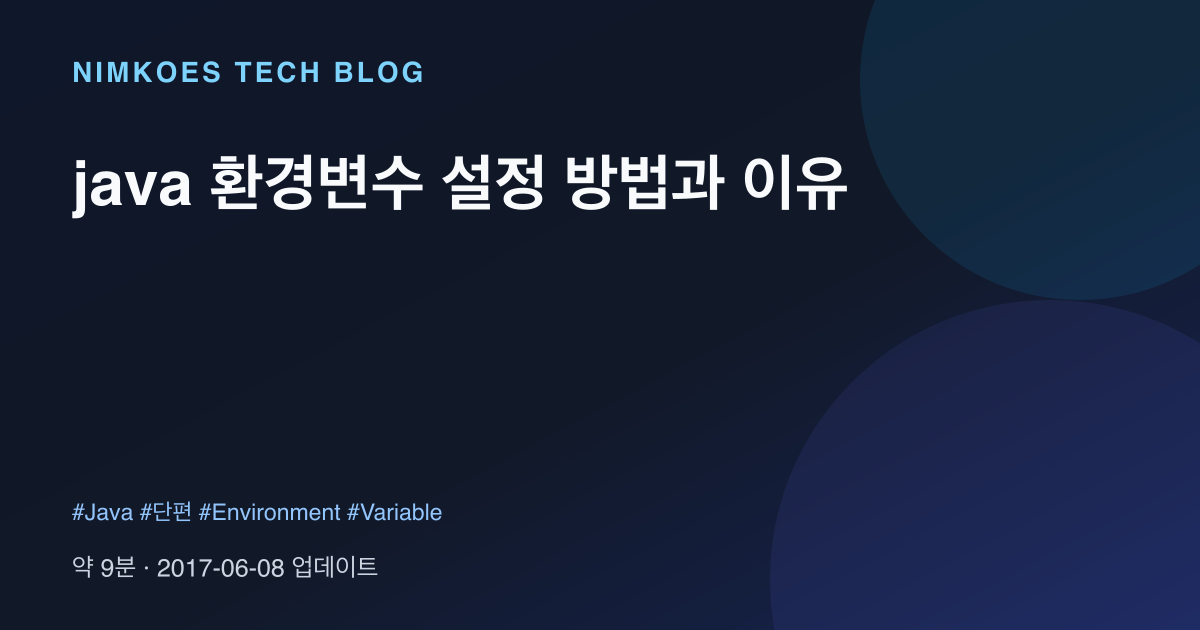 NIMKOES TECH BLOG
java 환경변수 설정 방법과 이유
#Java #단편 #Environment #Variable
약 9분 · 2017-06-08 업데이트